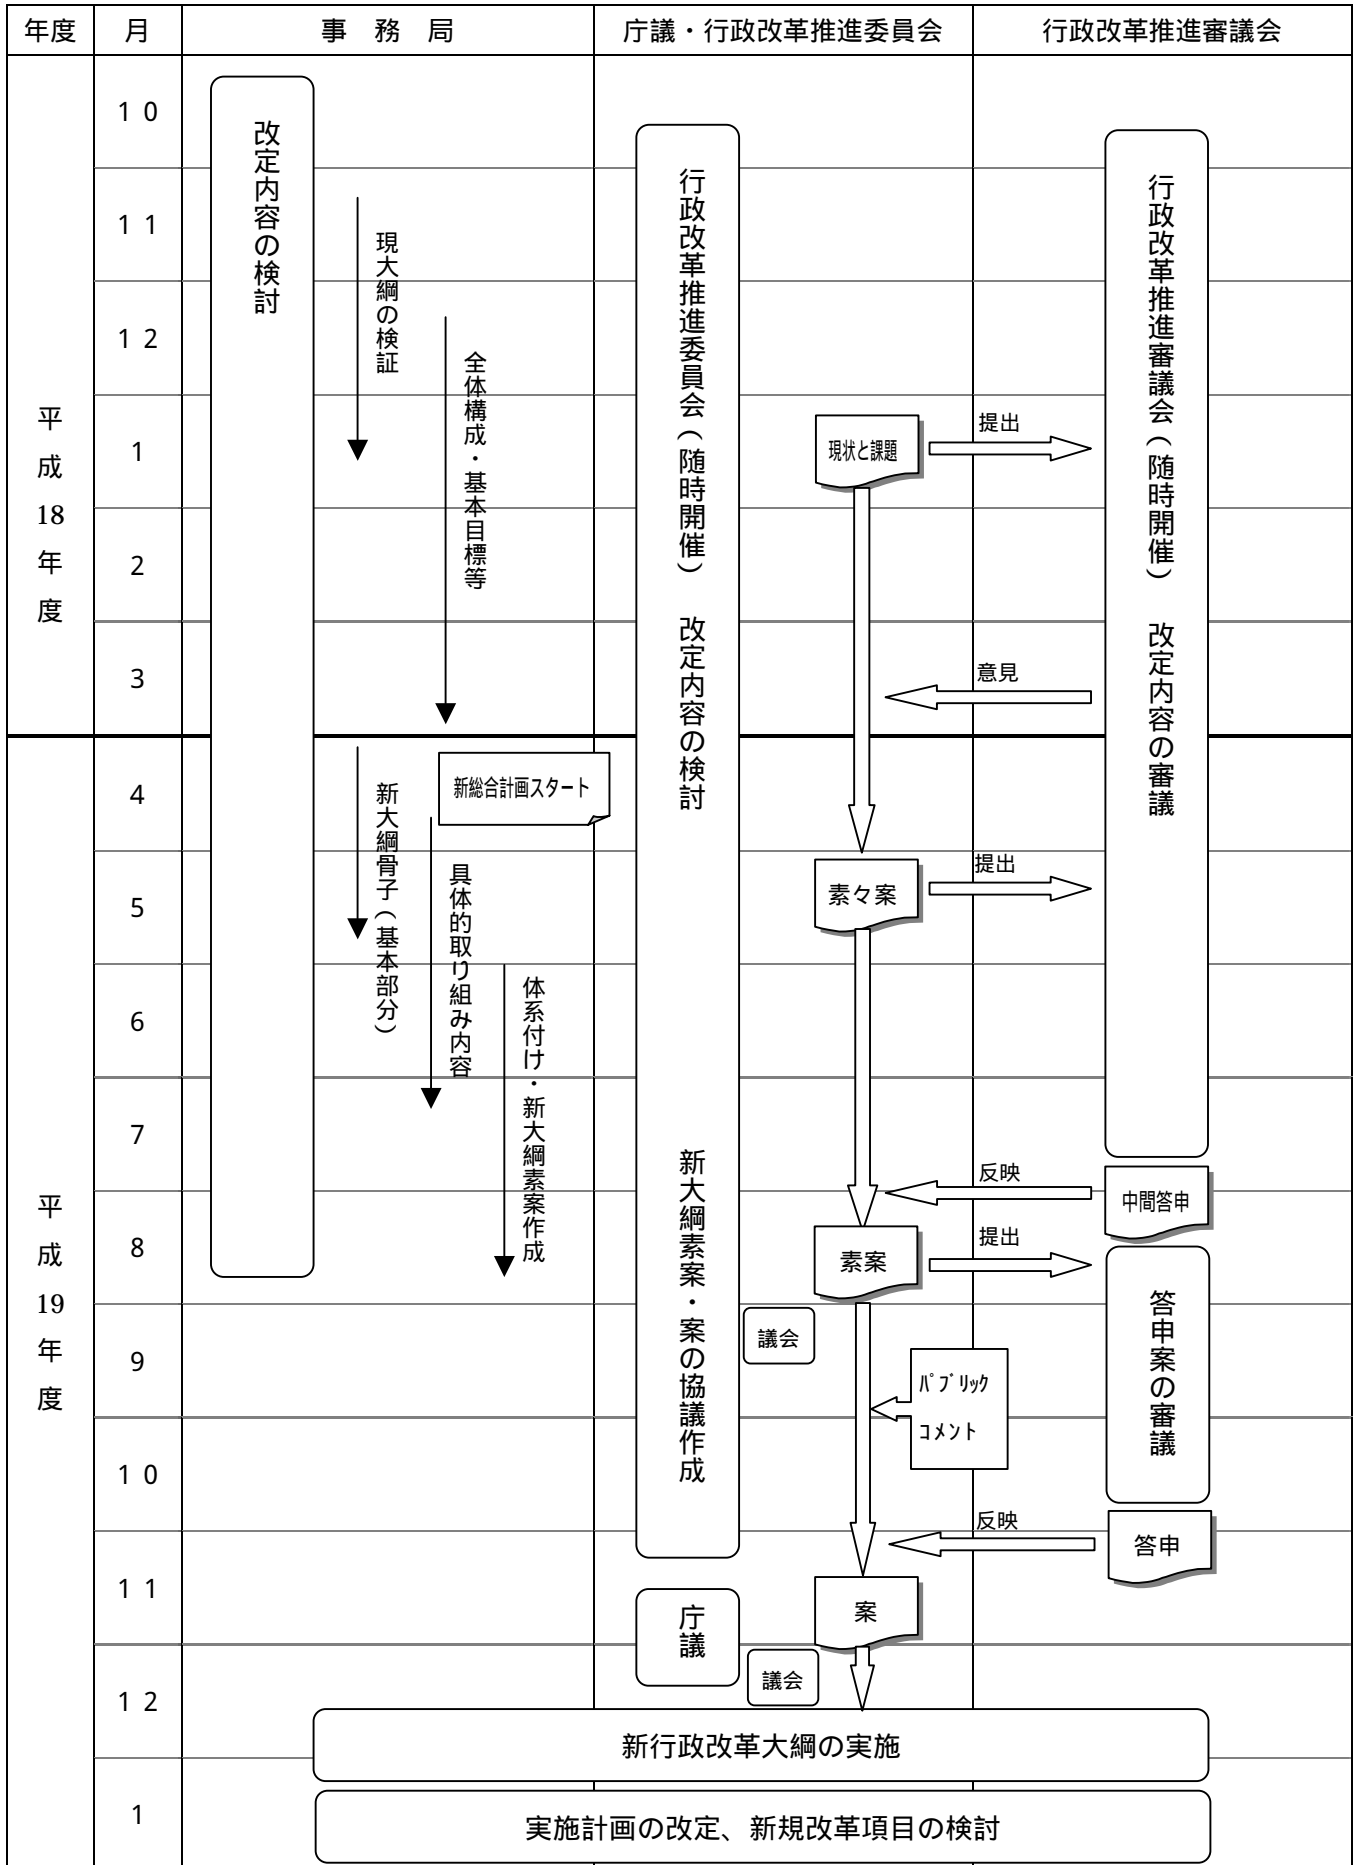 年度 月 事務局 庁議・行政改革推進委員会 行政改革推進審議会
平成18年度
10
11
12
1
2
3
平成19年度
4
5
6
7
8
9
10
11
12
1
改定内容の検討
現大綱の検証
全体構成・基本目標等
新大綱骨子（基本部分）
新総合計画スタート
具体的取り組み内容
体系付け・新大綱素案作成
行政改革推進委員会（随時開催） 改定内容の検討
新大綱素案・案の協議作成
庁議
現状と課題
提出
意見
素々案
提出
反映
素案
提出
議会
パブリック
コメント
反映
案
議会
行政改革推進審議会（随時開催） 改定内容の審議
中間答申
答申案の審議
答申
新行政改革大綱の実施
実施計画の改定、新規改革項目の検討